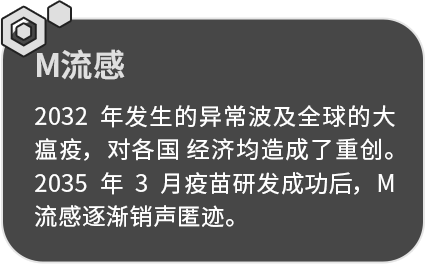 M流感
2032 年发生的异常波及全球的大
瘟疫，对各国 经济均造成了重创。
2035 年 3 月疫苗研发成功后，M
流感逐渐销声匿迹。